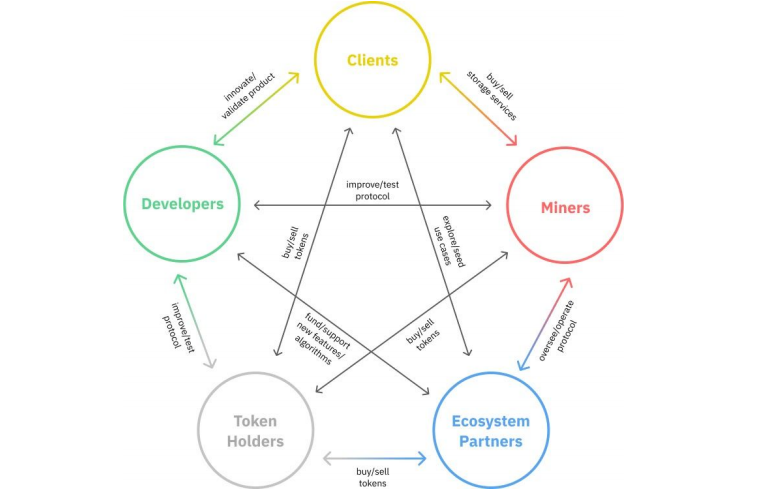 Clients
innovate/
validate product
buy/sell
storage services
Developers
improve/test
protocol
Miners
buy/sell
tokens
explore/seed
use cases
improve/test
protocol
fund/support
new features/
algorithms
buy/sell
tokens
oversee/operate
protocol
Token
Holders
Ecosystem
Partners
buy/sell
tokens